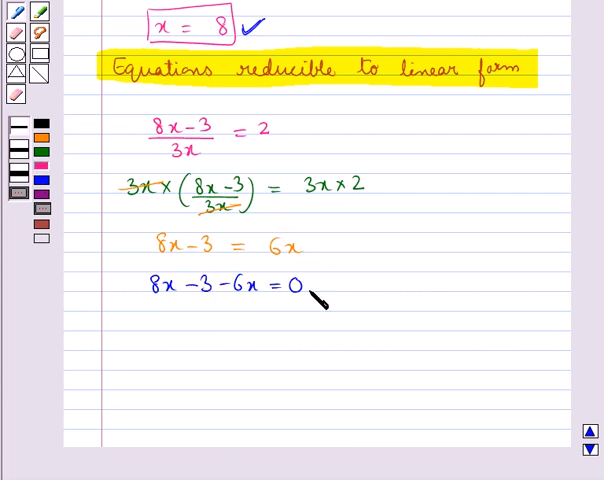 x = 8
Equations reducible to linear form
8x-3/3x = 2
3x × (8x-3/3x) = 3x × 2
8x-3 = 6x
8x -3 -6x = 0